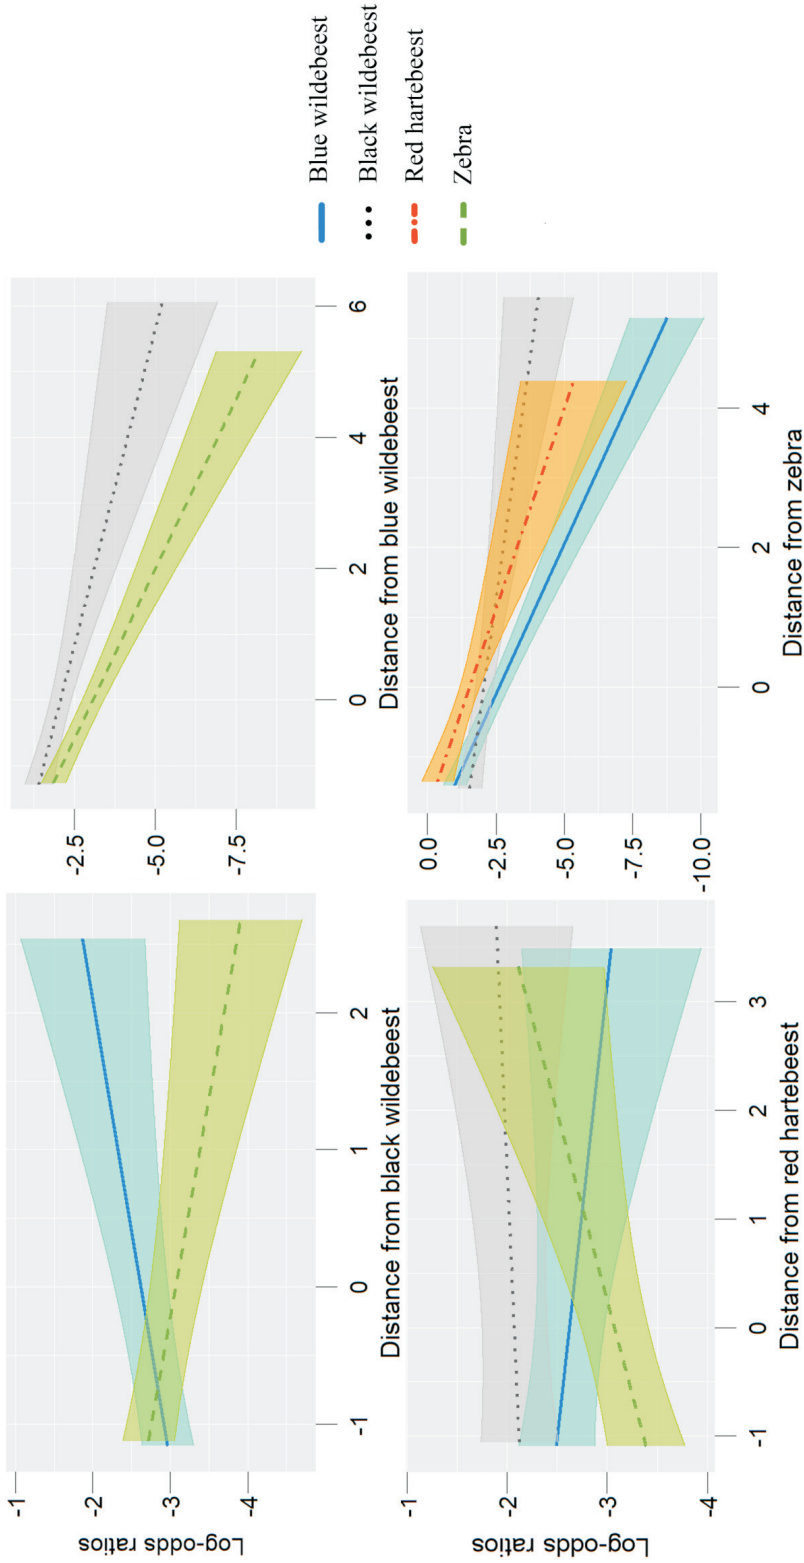 Log-odds ratios
-1
-2
-3
-4
-1 0 1 2
Distance from black wildebeest
-2.5
-5.0
-7.5
0 2 4 6
Distance from blue wildebeest
Log-odds ratios
-1
-2
-3
-4
-1 0 1 2 3
Distance from red hartebeest
0.0
-2.5
-5.0
-7.5
-10.0
0 2 4
Distance from zebra
Blue wildebeest
Black wildebeest
Red hartebeest
Zebra